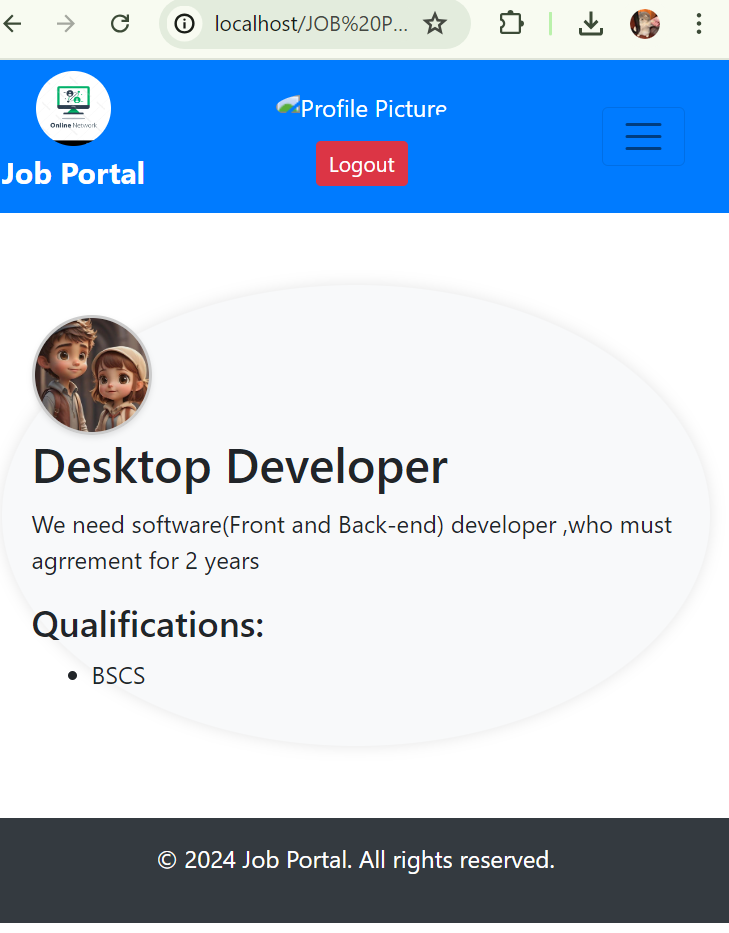 localhost/JOB%20P...
Online Network
Job Portal
Profile Picture
Logout
Desktop Developer
We need software(Front and Back-end) developer ,who must
agrrement for 2 years
Qualifications:
BSCS
© 2024 Job Portal. All rights reserved.